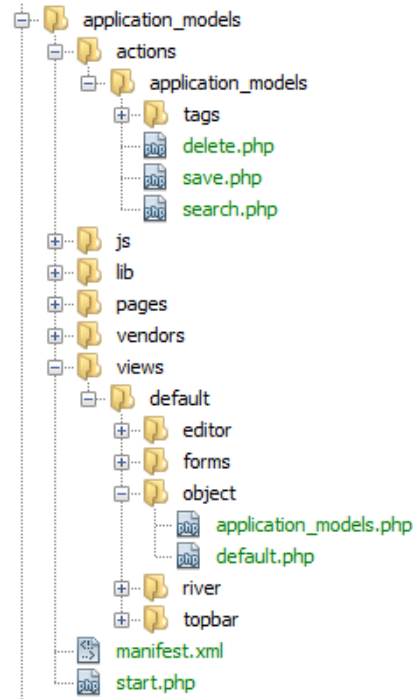 application_models
actions
application_models
tags
delete.php
save.php
search.php
js
lib
pages
vendors
views
default
editor
forms
object
application_models.php
default.php
river
topbar
manifest.xml
start.php